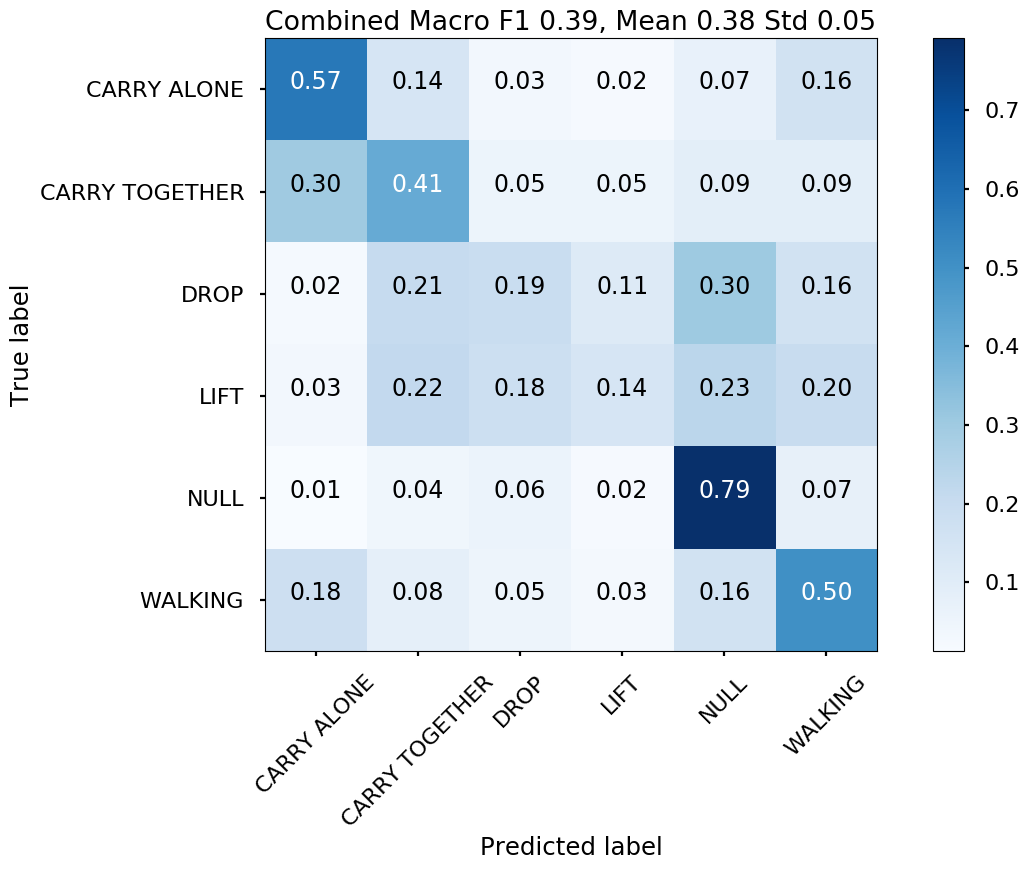 Combined Macro F1 0.39, Mean 0.38 Std 0.05
True label
CARRY ALONE 0.57 0.14 0.03 0.02 0.07 0.16
CARRY TOGETHER 0.30 0.41 0.05 0.05 0.09 0.09
DROP 0.02 0.21 0.19 0.11 0.30 0.16
LIFT 0.03 0.22 0.18 0.14 0.23 0.20
NULL 0.01 0.04 0.06 0.02 0.79 0.07
WALKING 0.18 0.08 0.05 0.03 0.16 0.50
CARRY ALONE
CARRY TOGETHER
DROP
LIFT
NULL
WALKING
Predicted label
0.7
0.6
0.5
0.4
0.3
0.2
0.1